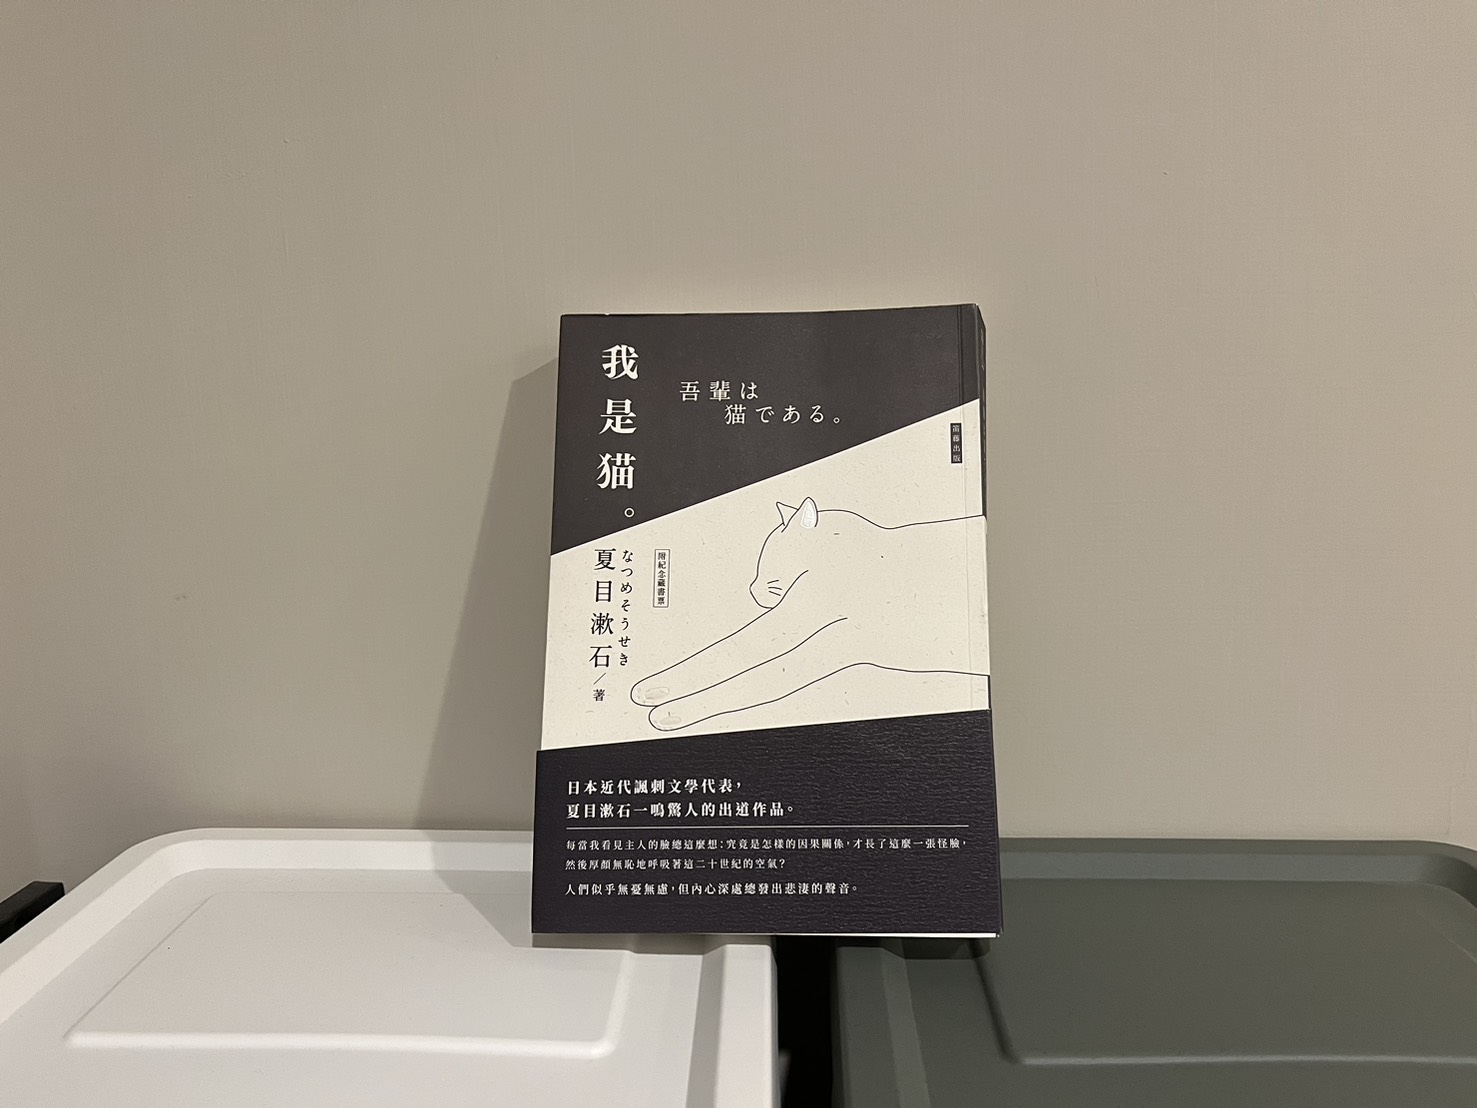 我是猫。
吾輩は
猫である。
笛藤出版
夏目漱石／著
なつめそうせき
附紀念藏書票
日本近代諷刺文學代表，
夏目漱石一鳴驚人的出道作品。
每當我看見主人的臉總這麼想：究竟是怎樣的因果關係，才長了這麼一張怪臉，
然後厚顏無恥地呼吸著這二十世紀的空氣？
人們似乎無憂無慮，但內心深處總發出悲淒的聲音。